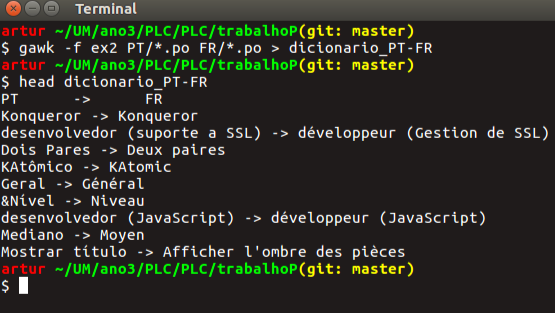 Terminal
artur ~/UM/ano3/PLC/PLC/trabalhoP(git: master)
$ gawk -f ex2 PT/*.po FR/*.po > dicionario_PT-FR
artur ~/UM/ano3/PLC/PLC/trabalhoP(git: master)
$ head dicionario_PT-FR
PT      ->      FR
Konqueror -> Konqueror
desenvolvedor (suporte a SSL) -> développeur (Gestion de SSL)
Dois Pares -> Deux paires
KAtômico -> KAtomic
Geral -> Général
&Nível -> Niveau
desenvolvedor (JavaScript) -> développeur (JavaScript)
Mediano -> Moyen
Mostrar título -> Afficher l'ombre des pièces
artur ~/UM/ano3/PLC/PLC/trabalhoP(git: master)
$